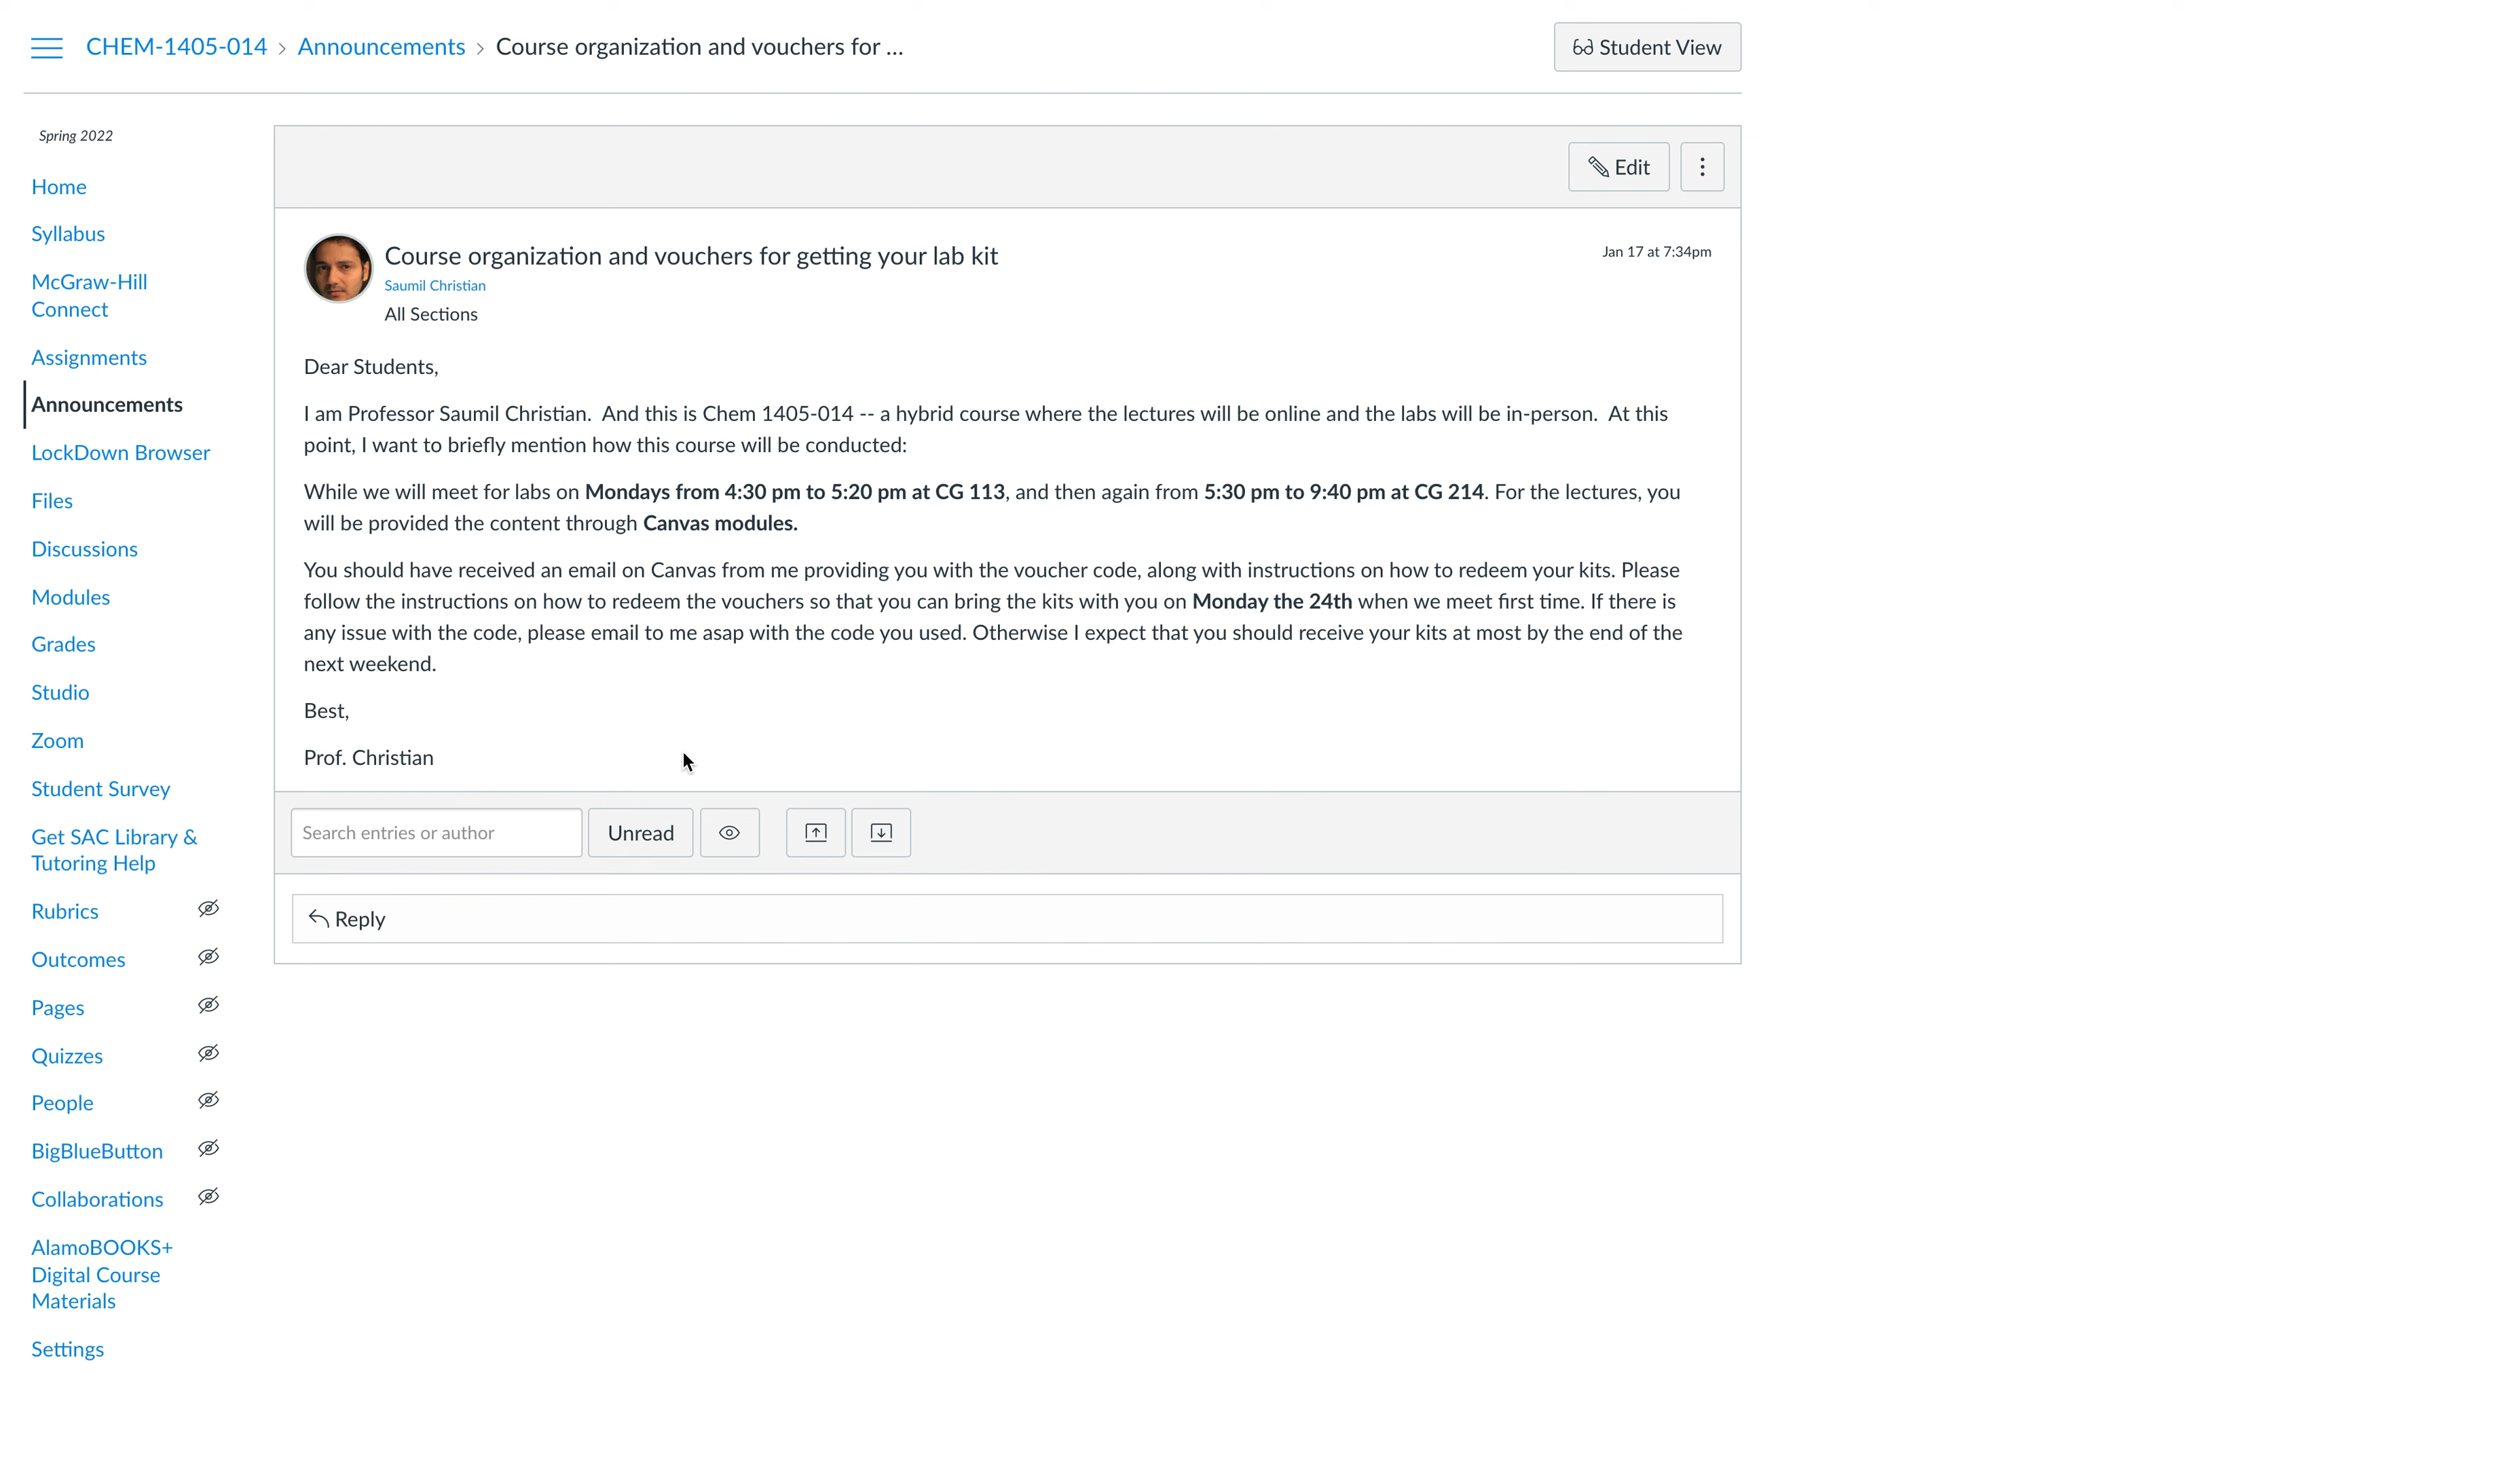 CHEM-1405-014 > Announcements > Course organization and vouchers for ...
Student View
Spring 2022
Home
Syllabus
McGraw-Hill
Connect
Assignments
Announcements
LockDown Browser
Files
Discussions
Modules
Grades
Studio
Zoom
Student Survey
Get SAC Library &
Tutoring Help
Rubrics
Outcomes
Pages
Quizzes
People
BigBlueButton
Collaborations
AlamoBOOKS+
Digital Course
Materials
Settings
Edit
Course organization and vouchers for getting your lab kit
Jan 17 at 7:34pm
Saumil Christian
All Sections
Dear Students,
I am Professor Saumil Christian.  And this is Chem 1405-014 -- a hybrid course where the lectures will be online and the labs will be in-person.  At this
point, I want to briefly mention how this course will be conducted:
While we will meet for labs on Mondays from 4:30 pm to 5:20 pm at CG 113, and then again from 5:30 pm to 9:40 pm at CG 214. For the lectures, you
will be provided the content through Canvas modules.
You should have received an email on Canvas from me providing you with the voucher code, along with instructions on how to redeem your kits. Please
follow the instructions on how to redeem the vouchers so that you can bring the kits with you on Monday the 24th when we meet first time. If there is
any issue with the code, please email to me asap with the code you used. Otherwise I expect that you should receive your kits at most by the end of the
next weekend.
Best,
Prof. Christian
Search entries or author
Unread
Reply